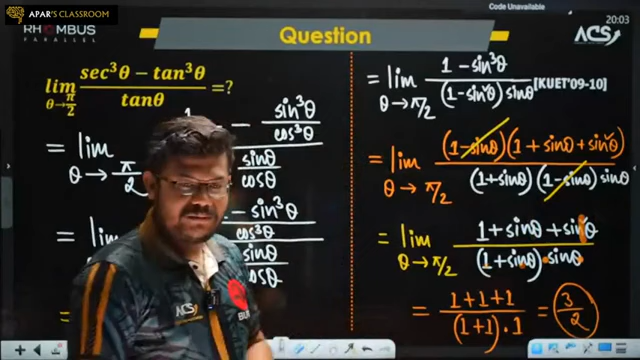 APAR'S CLASSROOM
Code Unavailable
20:03
RHOMBUS
PARALLEL
Question
ACS
lim θ→π/2 (sec³θ − tan³θ)/tanθ = ?
= lim θ→π/2
− sin³θ/cos³θ
sinθ/cosθ
= lim
− sin³θ
cos³θ
sinθ/cosθ
=
= lim θ→π/2 (1 − sin³θ)/((1 − sin²θ) sinθ) [KUET'09-10]
= lim θ→π/2 ((1 − sinθ)(1 + sinθ + sin²θ))/((1 + sinθ)(1 − sinθ) sinθ)
= lim θ→π/2 (1 + sinθ + sin θ)/((1 + sinθ) · sinθ)
= (1+1+1)/((1+1)·1) = 3/2
ACS